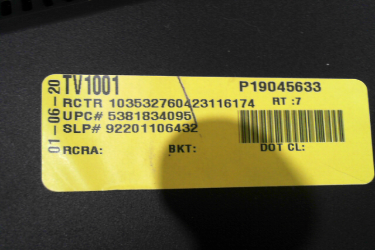 01-06-20
TV1001 P19045633
RCTR 103532760423116174 RT :7
UPC# 5381834095
SLP# 92201106432
RCRA: BKT: DOT CL: